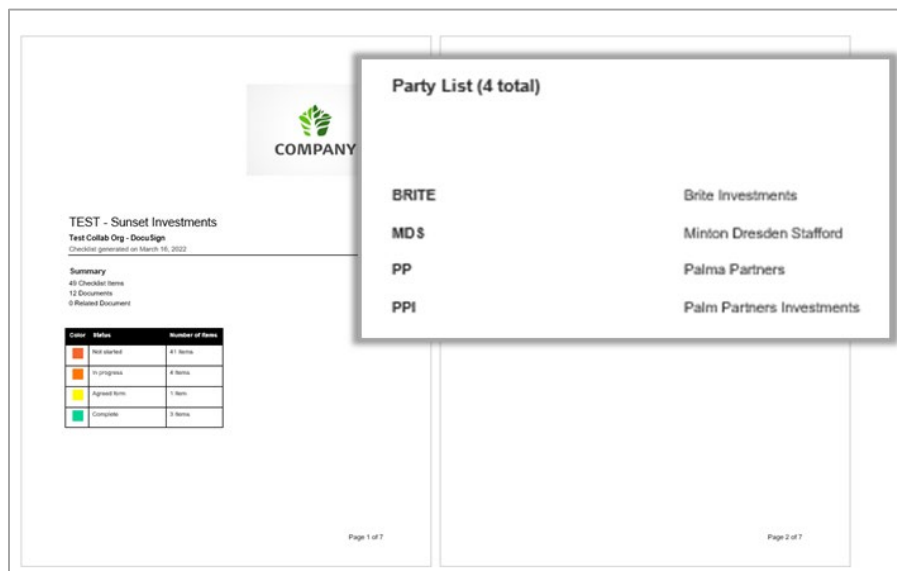 COMPANY
TEST - Sunset Investments
Test Collab Org - DocuSign
Checklist generated on March 16, 2022
Summary
49 Checklist Items
12 Documents
0 Related Document
Color Status Number of Items
Not started 41 Items
In progress 4 Items
Agreed form 1 Item
Complete 3 Items
Page 1 of 7
Party List (4 total)
BRITE Brite Investments
MDS Minton Dresden Stafford
PP Palma Partners
PPI Palm Partners Investments
Page 2 of 7